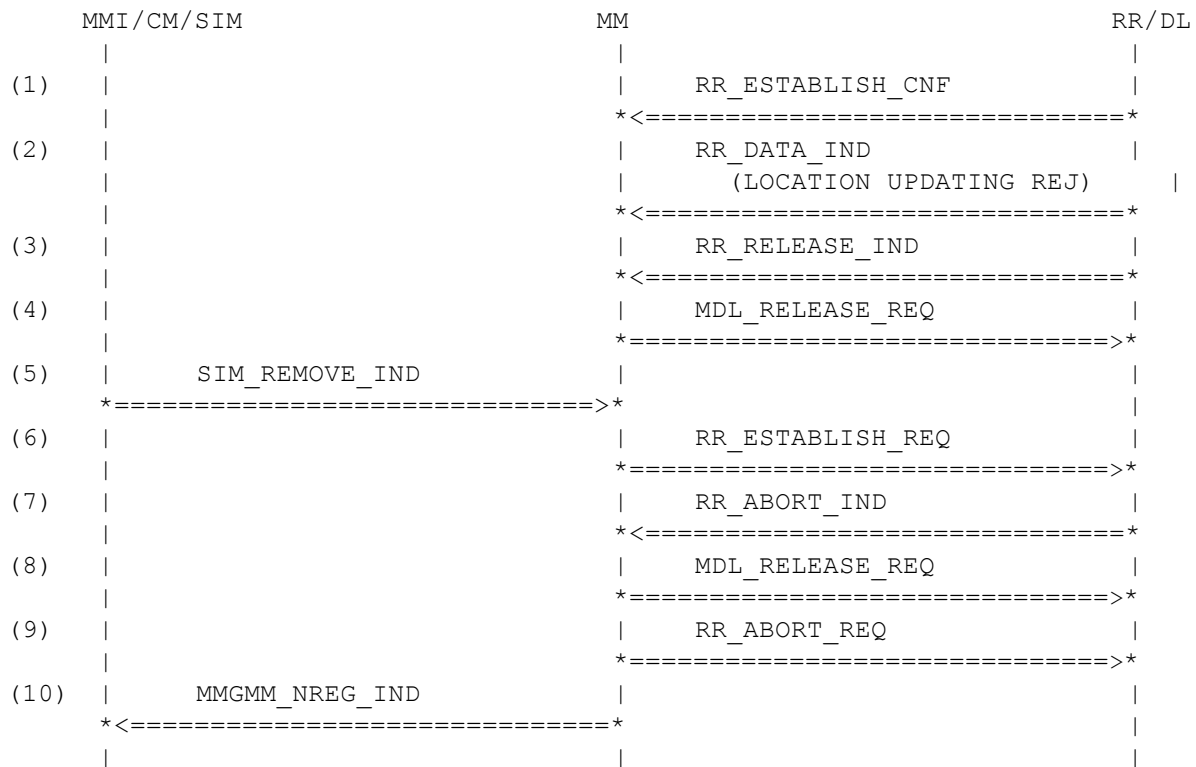 MMI/CM/SIM MM RR/DL
| | |
(1) | | RR_ESTABLISH_CNF |
| *<==============================*
(2) | | RR_DATA_IND |
| | (LOCATION UPDATING REJ) |
| *<==============================*
(3) | | RR_RELEASE_IND |
| *<==============================*
(4) | | MDL_RELEASE_REQ |
| *==============================>*
(5) | SIM_REMOVE_IND | |
*==============================>* |
(6) | | RR_ESTABLISH_REQ |
| *==============================>*
(7) | | RR_ABORT_IND |
| *<==============================*
(8) | | MDL_RELEASE_REQ |
| *==============================>*
(9) | | RR_ABORT_REQ |
| *==============================>*
(10) | MMGMM_NREG_IND | |
*<==============================* |
| | |